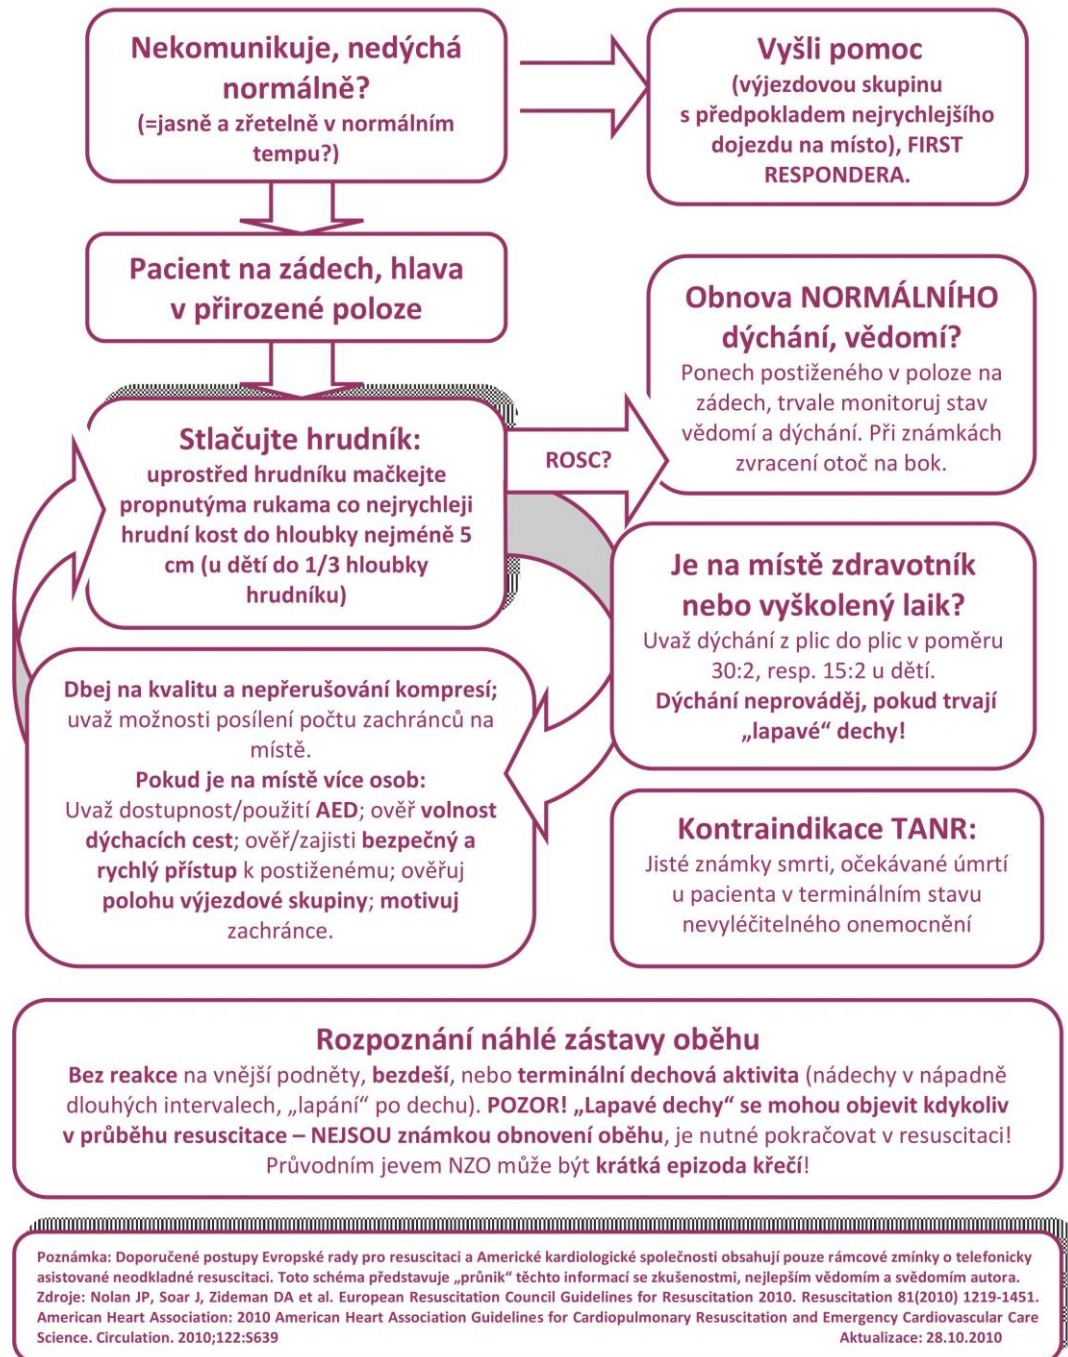 Nekomunikuje, nedýchá
normálně?
(=jasně a zřetelně v normálním
tempu?)
Vyšli pomoc
(výjezdovou skupinu
s předpokladem nejrychlejšího
dojezdu na místo), FIRST
RESPONDERA.
Pacient na zádech, hlava
v přirozené poloze
Obnova NORMÁLNÍHO
dýchání, vědomí?
Ponech postiženého v poloze na
zádech, trvale monitoruj stav
vědomí a dýchání. Při známkách
zvracení otoč na bok.
Stlačujte hrudník:
uprostřed hrudníku mačkejte
propnutýma rukama co nejrychleji
hrudní kost do hloubky nejméně 5
cm (u dětí do 1/3 hloubky
hrudníku)
ROSC?
Je na místě zdravotník
nebo vyškolený laik?
Uvaž dýchání z plic do plic v poměru
30:2, resp. 15:2 u dětí.
Dýchání neprováděj, pokud trvají
„lapavé“ dechy!
Dbej na kvalitu a nepřerušování kompresí;
uvaž možnosti posílení počtu zachránců na
místě.
Pokud je na místě více osob:
Uvaž dostupnost/použití AED; ověř volnost
dýchacích cest; ověř/zajisti bezpečný a
rychlý přístup k postiženému; ověřuj
polohu výjezdové skupiny; motivuj
zachránce.
Kontraindikace TANR:
Jisté známky smrti, očekávané úmrtí
u pacienta v terminálním stavu
nevyléčitelného onemocnění
Rozpoznání náhlé zástavy oběhu
Bez reakce na vnější podněty, bezdeší, nebo terminální dechová aktivita (nádechy v nápadně
dlouhých intervalech, „lapání“ po dechu). POZOR! „Lapavé dechy“ se mohou objevit kdykoliv
v průběhu resuscitace – NEJSOU známkou obnovení oběhu, je nutné pokračovat v resuscitaci!
Průvodním jevem NZO může být krátká epizoda křečí!
Poznámka: Doporučené postupy Evropské rady pro resuscitaci a Americké kardiologické společnosti obsahují pouze rámcové zmínky o telefonicky
asistované neodkladné resuscitaci. Toto schéma představuje „průnik“ těchto informací se zkušenostmi, nejlepším vědomím a svědomím autora.
Zdroje: Nolan JP, Soar J, Zideman DA et al. European Resuscitation Council Guidelines for Resuscitation 2010. Resuscitation 81(2010) 1219-1451.
American Heart Association: 2010 American Heart Association Guidelines for Cardiopulmonary Resuscitation and Emergency Cardiovascular Care
Science. Circulation. 2010;122:S639 Aktualizace: 28.10.2010